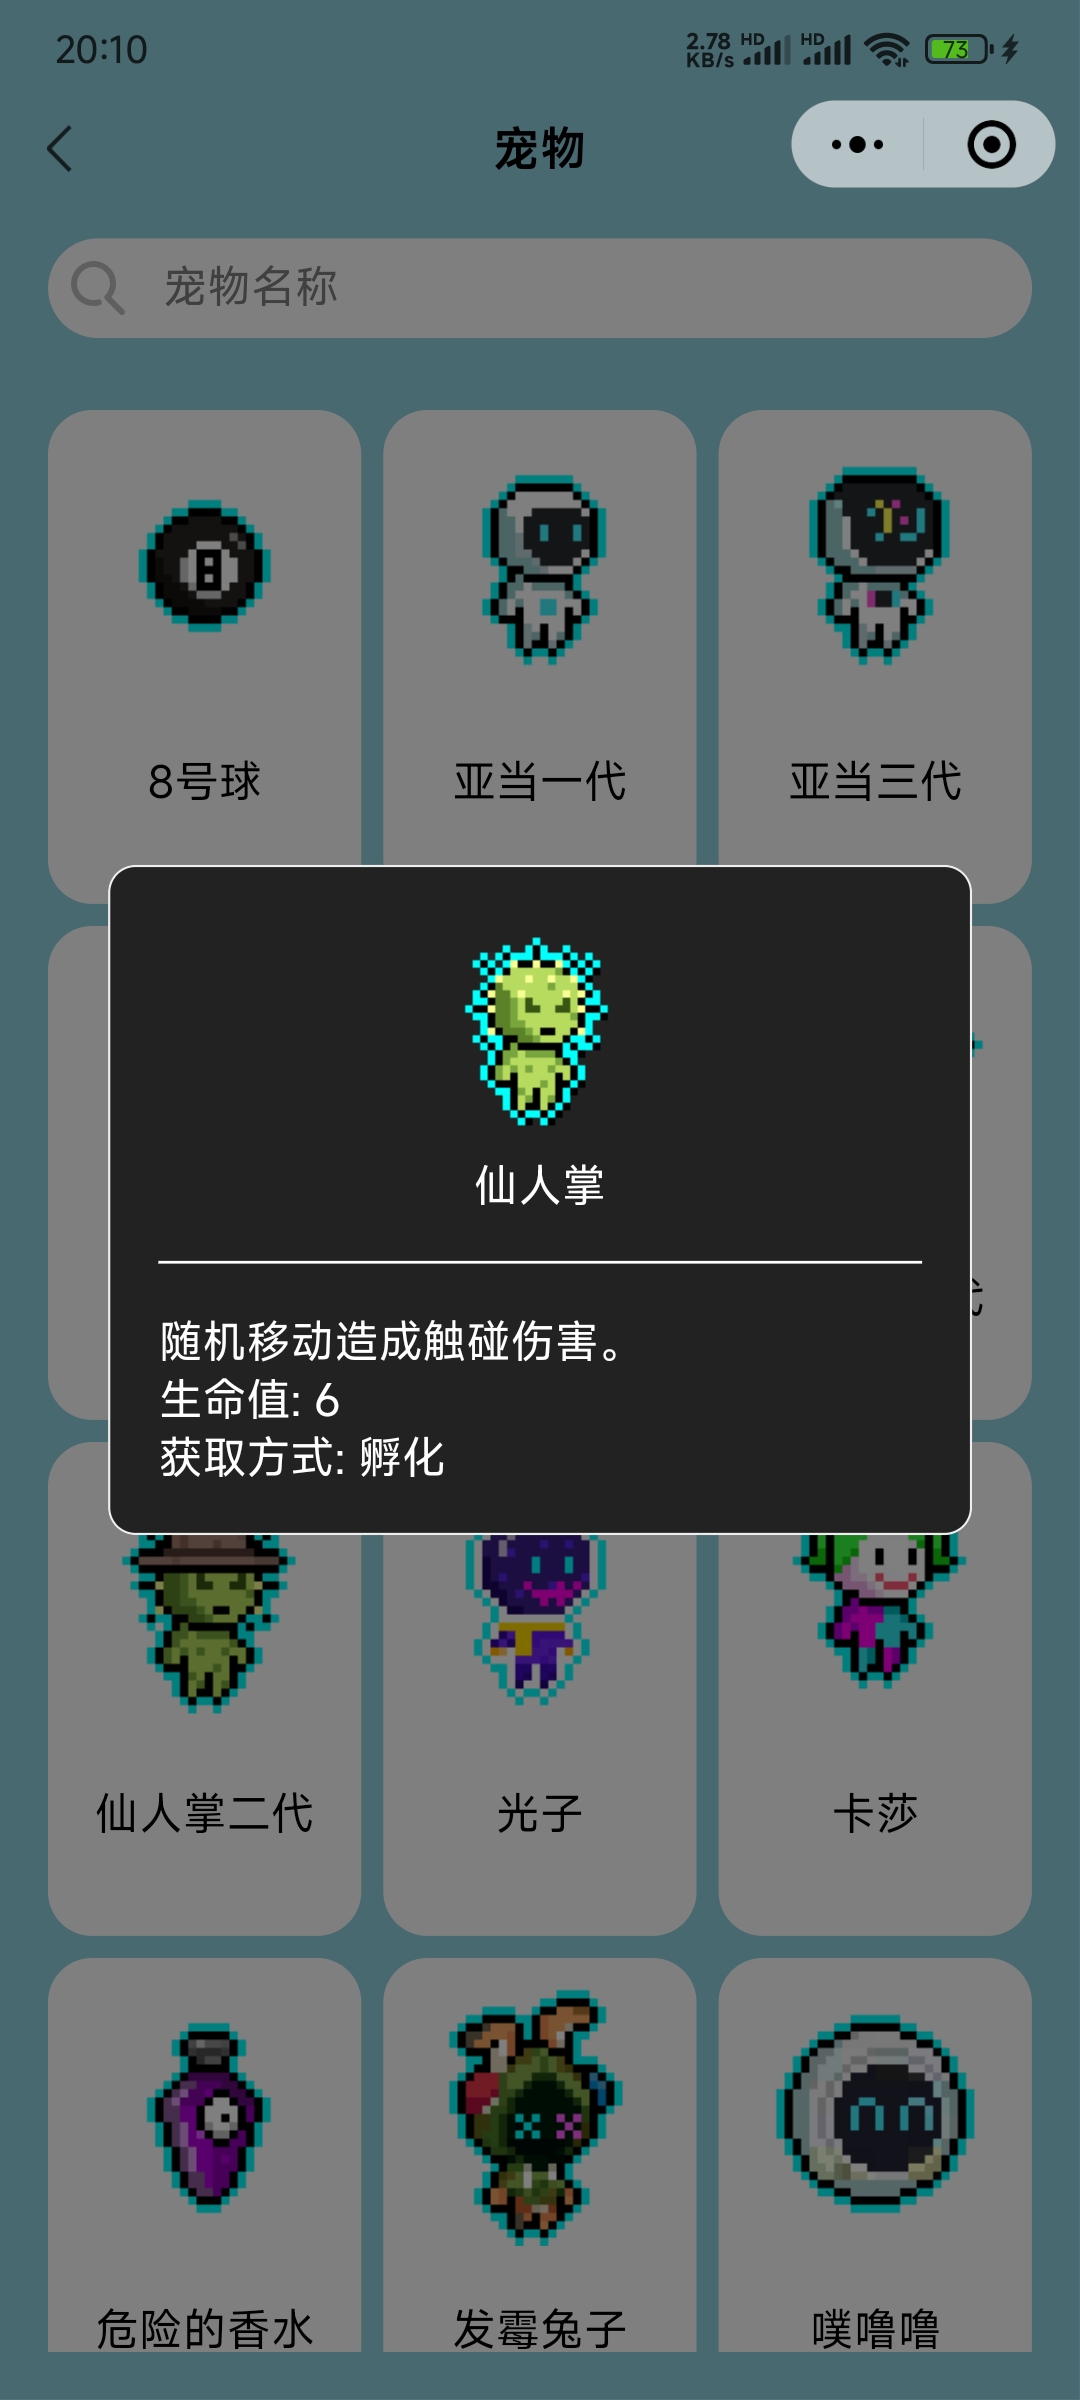 20:10
2.78 KB/s HD HD 73
宠物
宠物名称
8号球
亚当一代
亚当三代
仙人掌
随机移动造成触碰伤害。
生命值: 6
获取方式: 孵化
仙人掌二代
光子
卡莎
危险的香水
发霉兔子
噗噜噜